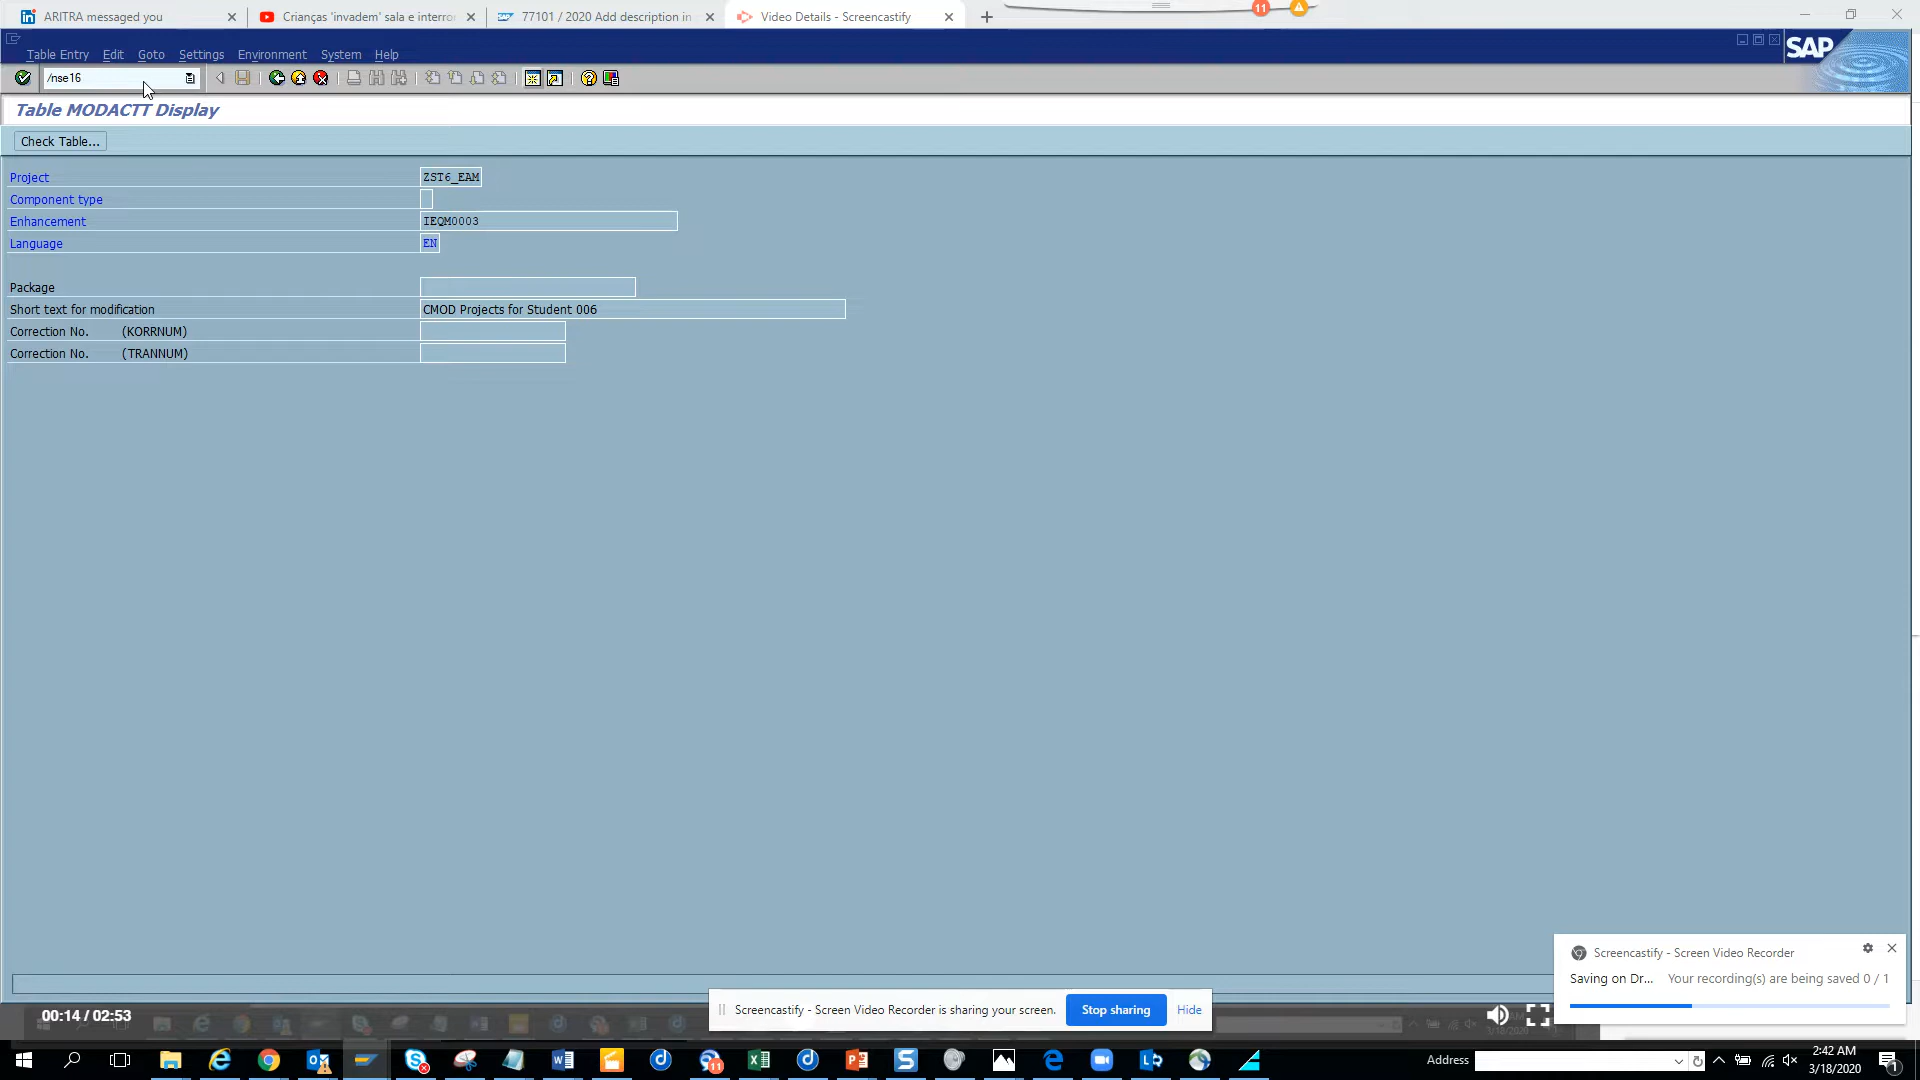 ARITRA messaged you
Crianças 'invadem' sala e interro
77101 / 2020 Add description in
Video Details - Screencastify
11
Table Entry Edit Goto Settings Environment System Help
SAP
/nse16
Table MODACTT Display
Check Table...
Project ZST6_EAM
Component type
Enhancement IEQM0003
Language EN
Package
Short text for modification CMOD Projects for Student 006
Correction No. (KORRNUM)
Correction No. (TRANNUM)
Screencastify - Screen Video Recorder
Saving on Dr... Your recording(s) are being saved 0 / 1
00:14 / 02:53
Screencastify - Screen Video Recorder is sharing your screen. Stop sharing Hide
11
Address
2:42 AM
3/18/2020
1